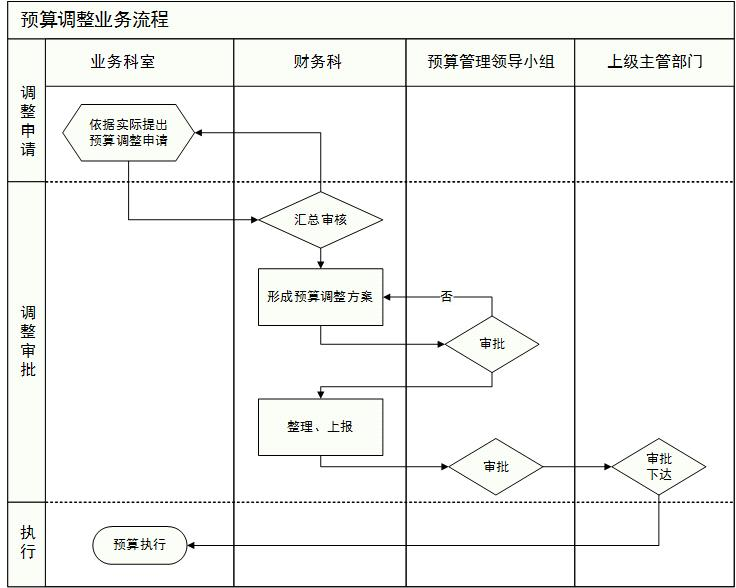 预算调整业务流程
业务科室
财务科
预算管理领导小组
上级主管部门
调整申请
依据实际提出
预算调整申请
调整审批
汇总审核
形成预算调整方案
否
审批
整理、上报
审批
审批
下达
执行
预算执行